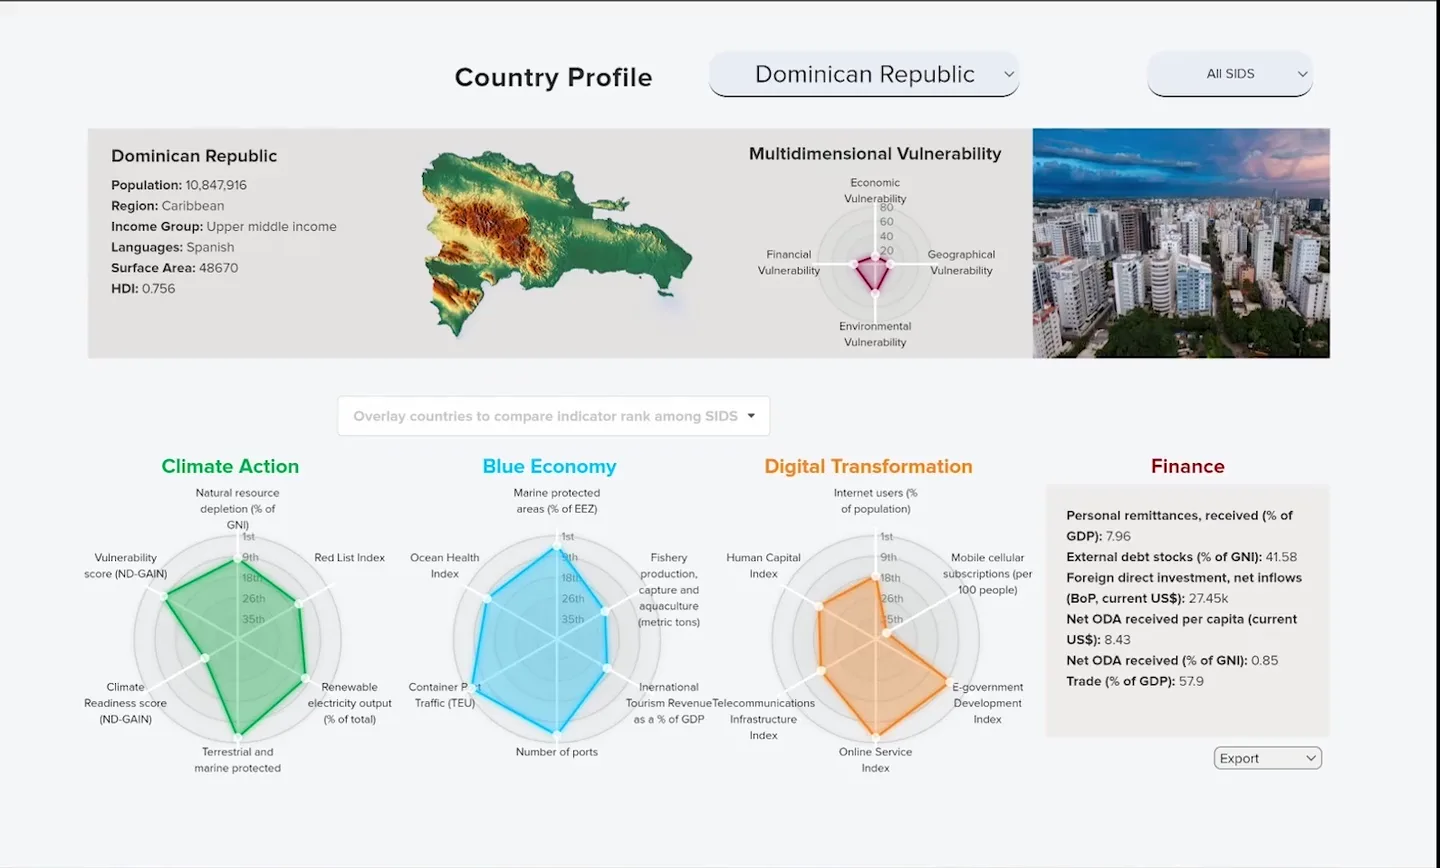 Country Profile
Dominican Republic
All SIDS
Dominican Republic
Population: 10,847,916
Region: Caribbean
Income Group: Upper middle income
Languages: Spanish
Surface Area: 48670
HDI: 0.756
Multidimensional Vulnerability
Economic
Vulnerability
80
60
40
20
Financial
Vulnerability
Geographical
Vulnerability
Environmental
Vulnerability
Overlay countries to compare indicator rank among SIDS
Climate Action
Natural resource
depletion (% of
GNI)
1st
9th
18th
26th
35th
Vulnerability
score (ND-GAIN)
Red List Index
Climate
Readiness score
(ND-GAIN)
Renewable
electricity output
(% of total)
Terrestrial and
marine protected
Blue Economy
Marine protected
areas (% of EEZ)
1st
9th
18th
26th
35th
Ocean Health
Index
Fishery
production,
capture and
aquaculture
(metric tons)
Container Port
Traffic (TEU)
Inernational
Tourism Revenue
as a % of GDP
Number of ports
Digital Transformation
Internet users (%
of population)
1st
9th
18th
26th
35th
Human Capital
Index
Mobile cellular
subscriptions (per
100 people)
Telecommunications
Infrastructure
Index
E-government
Development
Index
Online Service
Index
Finance
Personal remittances, received (% of
GDP): 7.96
External debt stocks (% of GNI): 41.58
Foreign direct investment, net inflows
(BoP, current US$): 27.45k
Net ODA received per capita (current
US$): 8.43
Net ODA received (% of GNI): 0.85
Trade (% of GDP): 57.9
Export